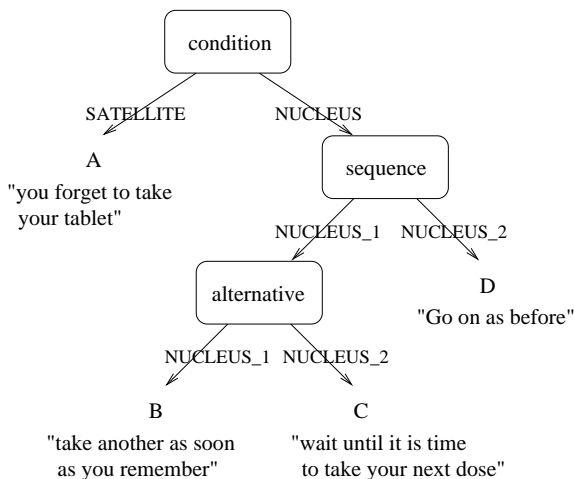 condition
SATELLITE
NUCLEUS
A
"you forget to take
your tablet"
sequence
NUCLEUS_1
NUCLEUS_2
alternative
D
"Go on as before"
NUCLEUS_1
NUCLEUS_2
B
"take another as soon
as you remember"
C
"wait until it is time
to take your next dose"